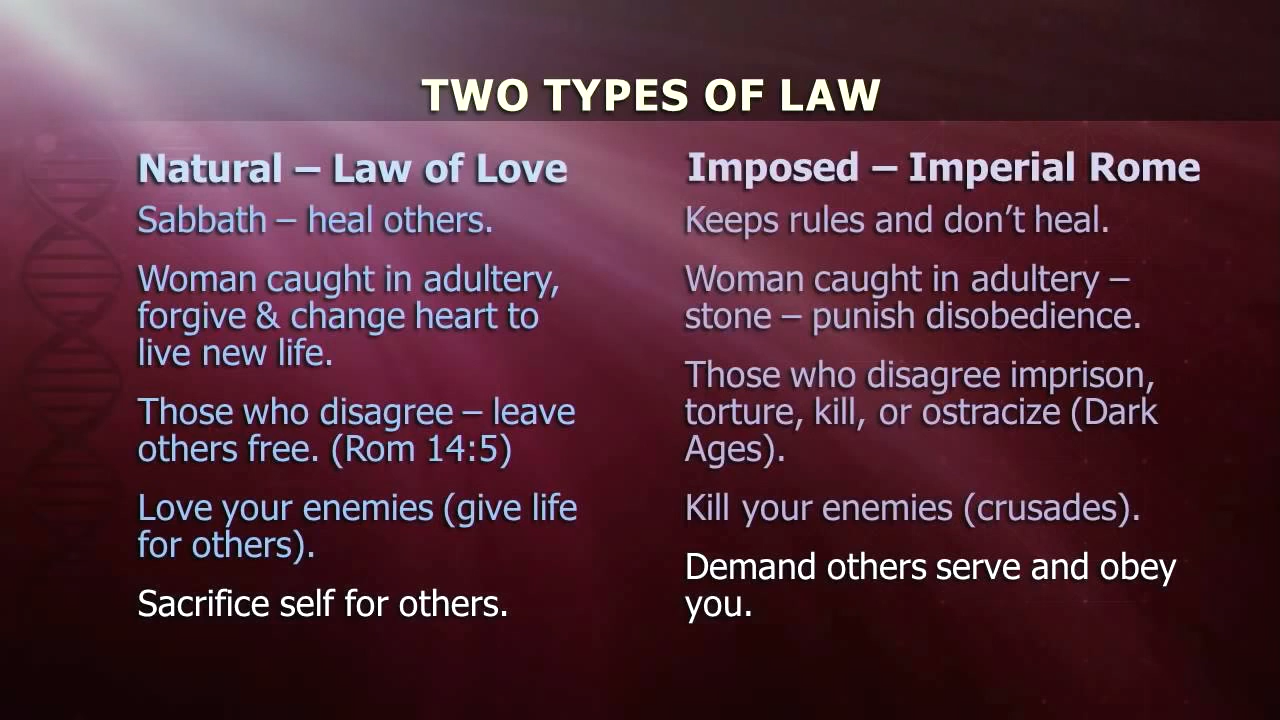 TWO TYPES OF LAW
Natural – Law of Love
Sabbath – heal others.
Woman caught in adultery,
forgive & change heart to
live new life.
Those who disagree – leave
others free. (Rom 14:5)
Love your enemies (give life
for others).
Sacrifice self for others.
Imposed – Imperial Rome
Keeps rules and don’t heal.
Woman caught in adultery –
stone – punish disobedience.
Those who disagree imprison,
torture, kill, or ostracize (Dark
Ages).
Kill your enemies (crusades).
Demand others serve and obey
you.